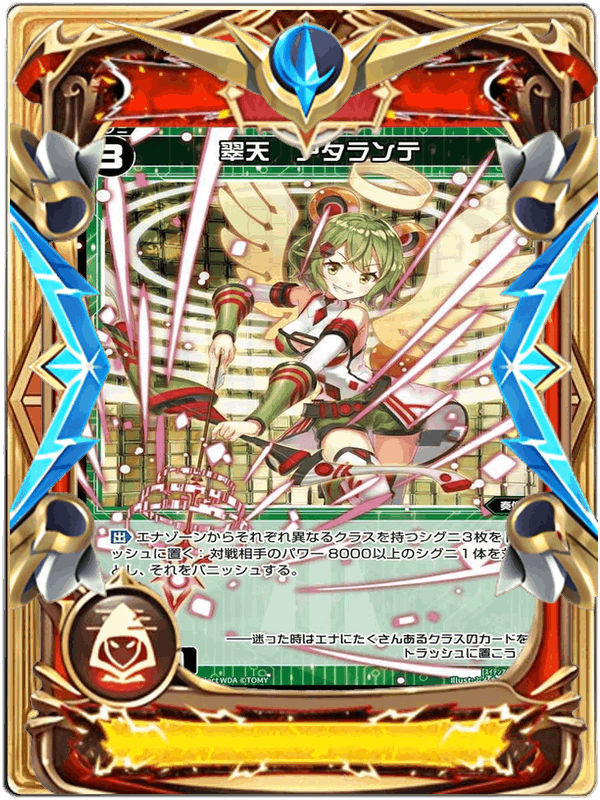 3
翠天 アタランテ
出 エナゾーンからそれぞれ異なるクラスを持つシグニ3枚を
ッシュに置く:対戦相手のパワー8000以上のシグニ1体を
とし、それをバニッシュする。
――迷った時はエナにたくさんあるクラスのカードを
トラッシュに置こう
ect WDA ©TOMY
Illust: